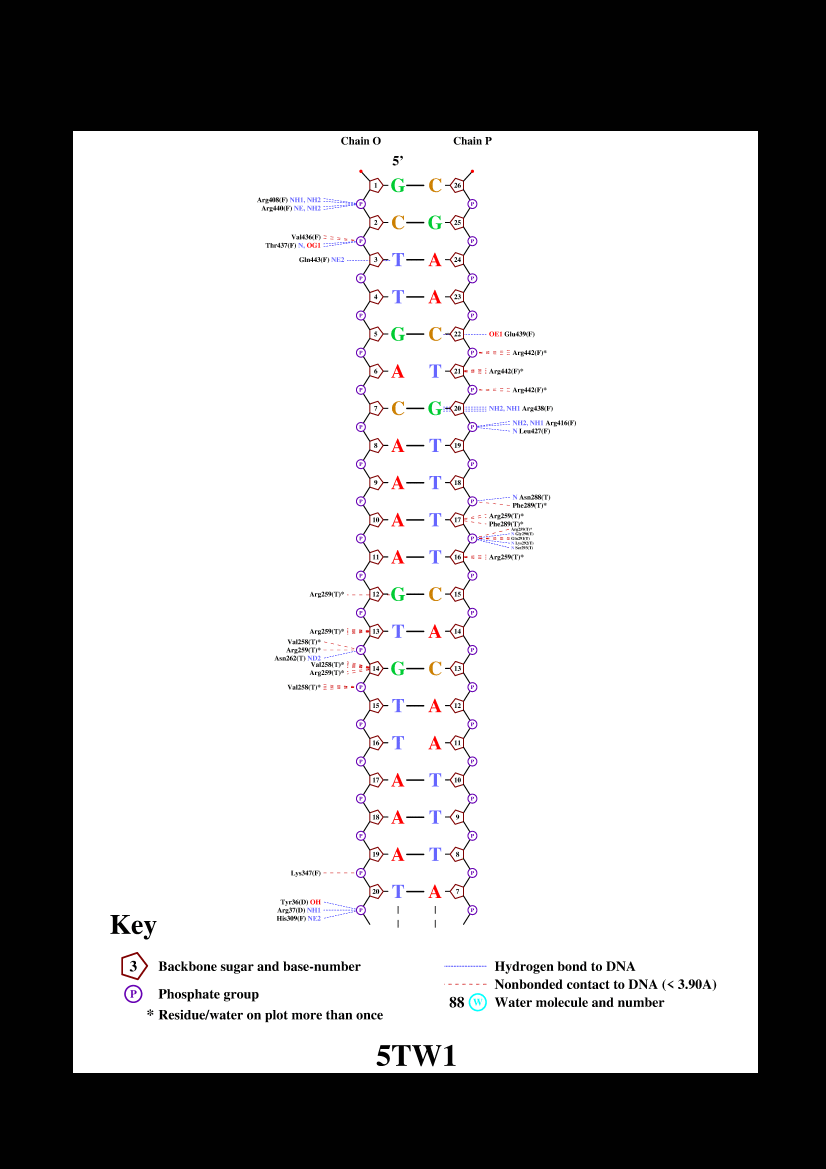 Chain O Chain P
5’
1 G C 26
Arg408(F) NH1, NH2 P P
Arg440(F) NE, NH2
2 C G 25
Val436(F) P P
Thr437(F) N, OG1
Gln443(F) NE2 3 T A 24
P P
4 T A 23
P P
5 G C 22 OE1 Glu439(F)
P P Arg442(F)*
6 A T 21 Arg442(F)*
P P Arg442(F)*
7 C G 20 NH2, NH1 Arg438(F)
P P NH2, NH1 Arg416(F)
N Leu427(F)
8 A T 19
P P
9 A T 18
P P N Asn288(T)
Phe289(T)*
10 A T 17 Arg259(T)*
Phe289(T)*
P P Arg259(T)*
11 A T 16 Arg259(T)*
P P
Arg259(T)* 12 G C 15
P P
Arg259(T)* 13 T A 14
Val258(T)*
Arg259(T)* P P
Asn262(T) ND2
Val258(T)* 14 G C 13
Arg259(T)*
Val258(T)* P P
15 T A 12
P P
16 T A 11
P P
17 A T 10
P P
18 A T 9
P P
19 A T 8
Lys347(F) P P
20 T A 7
Tyr36(D) OH
Arg37(D) NH1 P P
His309(F) NE2
Key
3 Backbone sugar and base-number
P Phosphate group
* Residue/water on plot more than once
Hydrogen bond to DNA
Nonbonded contact to DNA (< 3.90A)
88 W Water molecule and number
5TW1